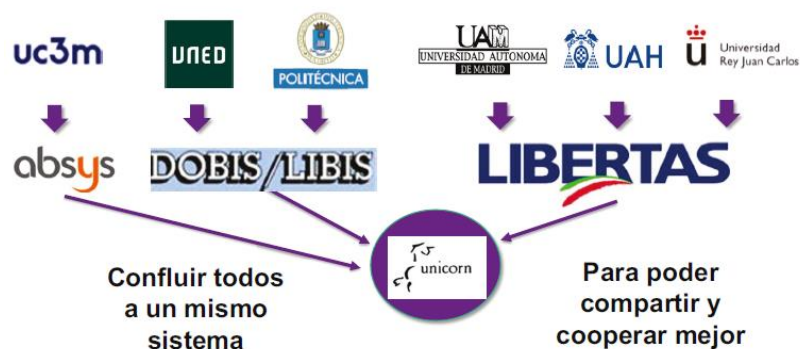 uc3m
UNED
POLITÉCNICA
UAM
UNIVERSIDAD AUTONOMA
DE MADRID
UAH
Universidad
Rey Juan Carlos
absys
DOBIS/LIBIS
LIBERTAS
unicorn
Confluir todos
a un mismo
sistema
Para poder
compartir y
cooperar mejor